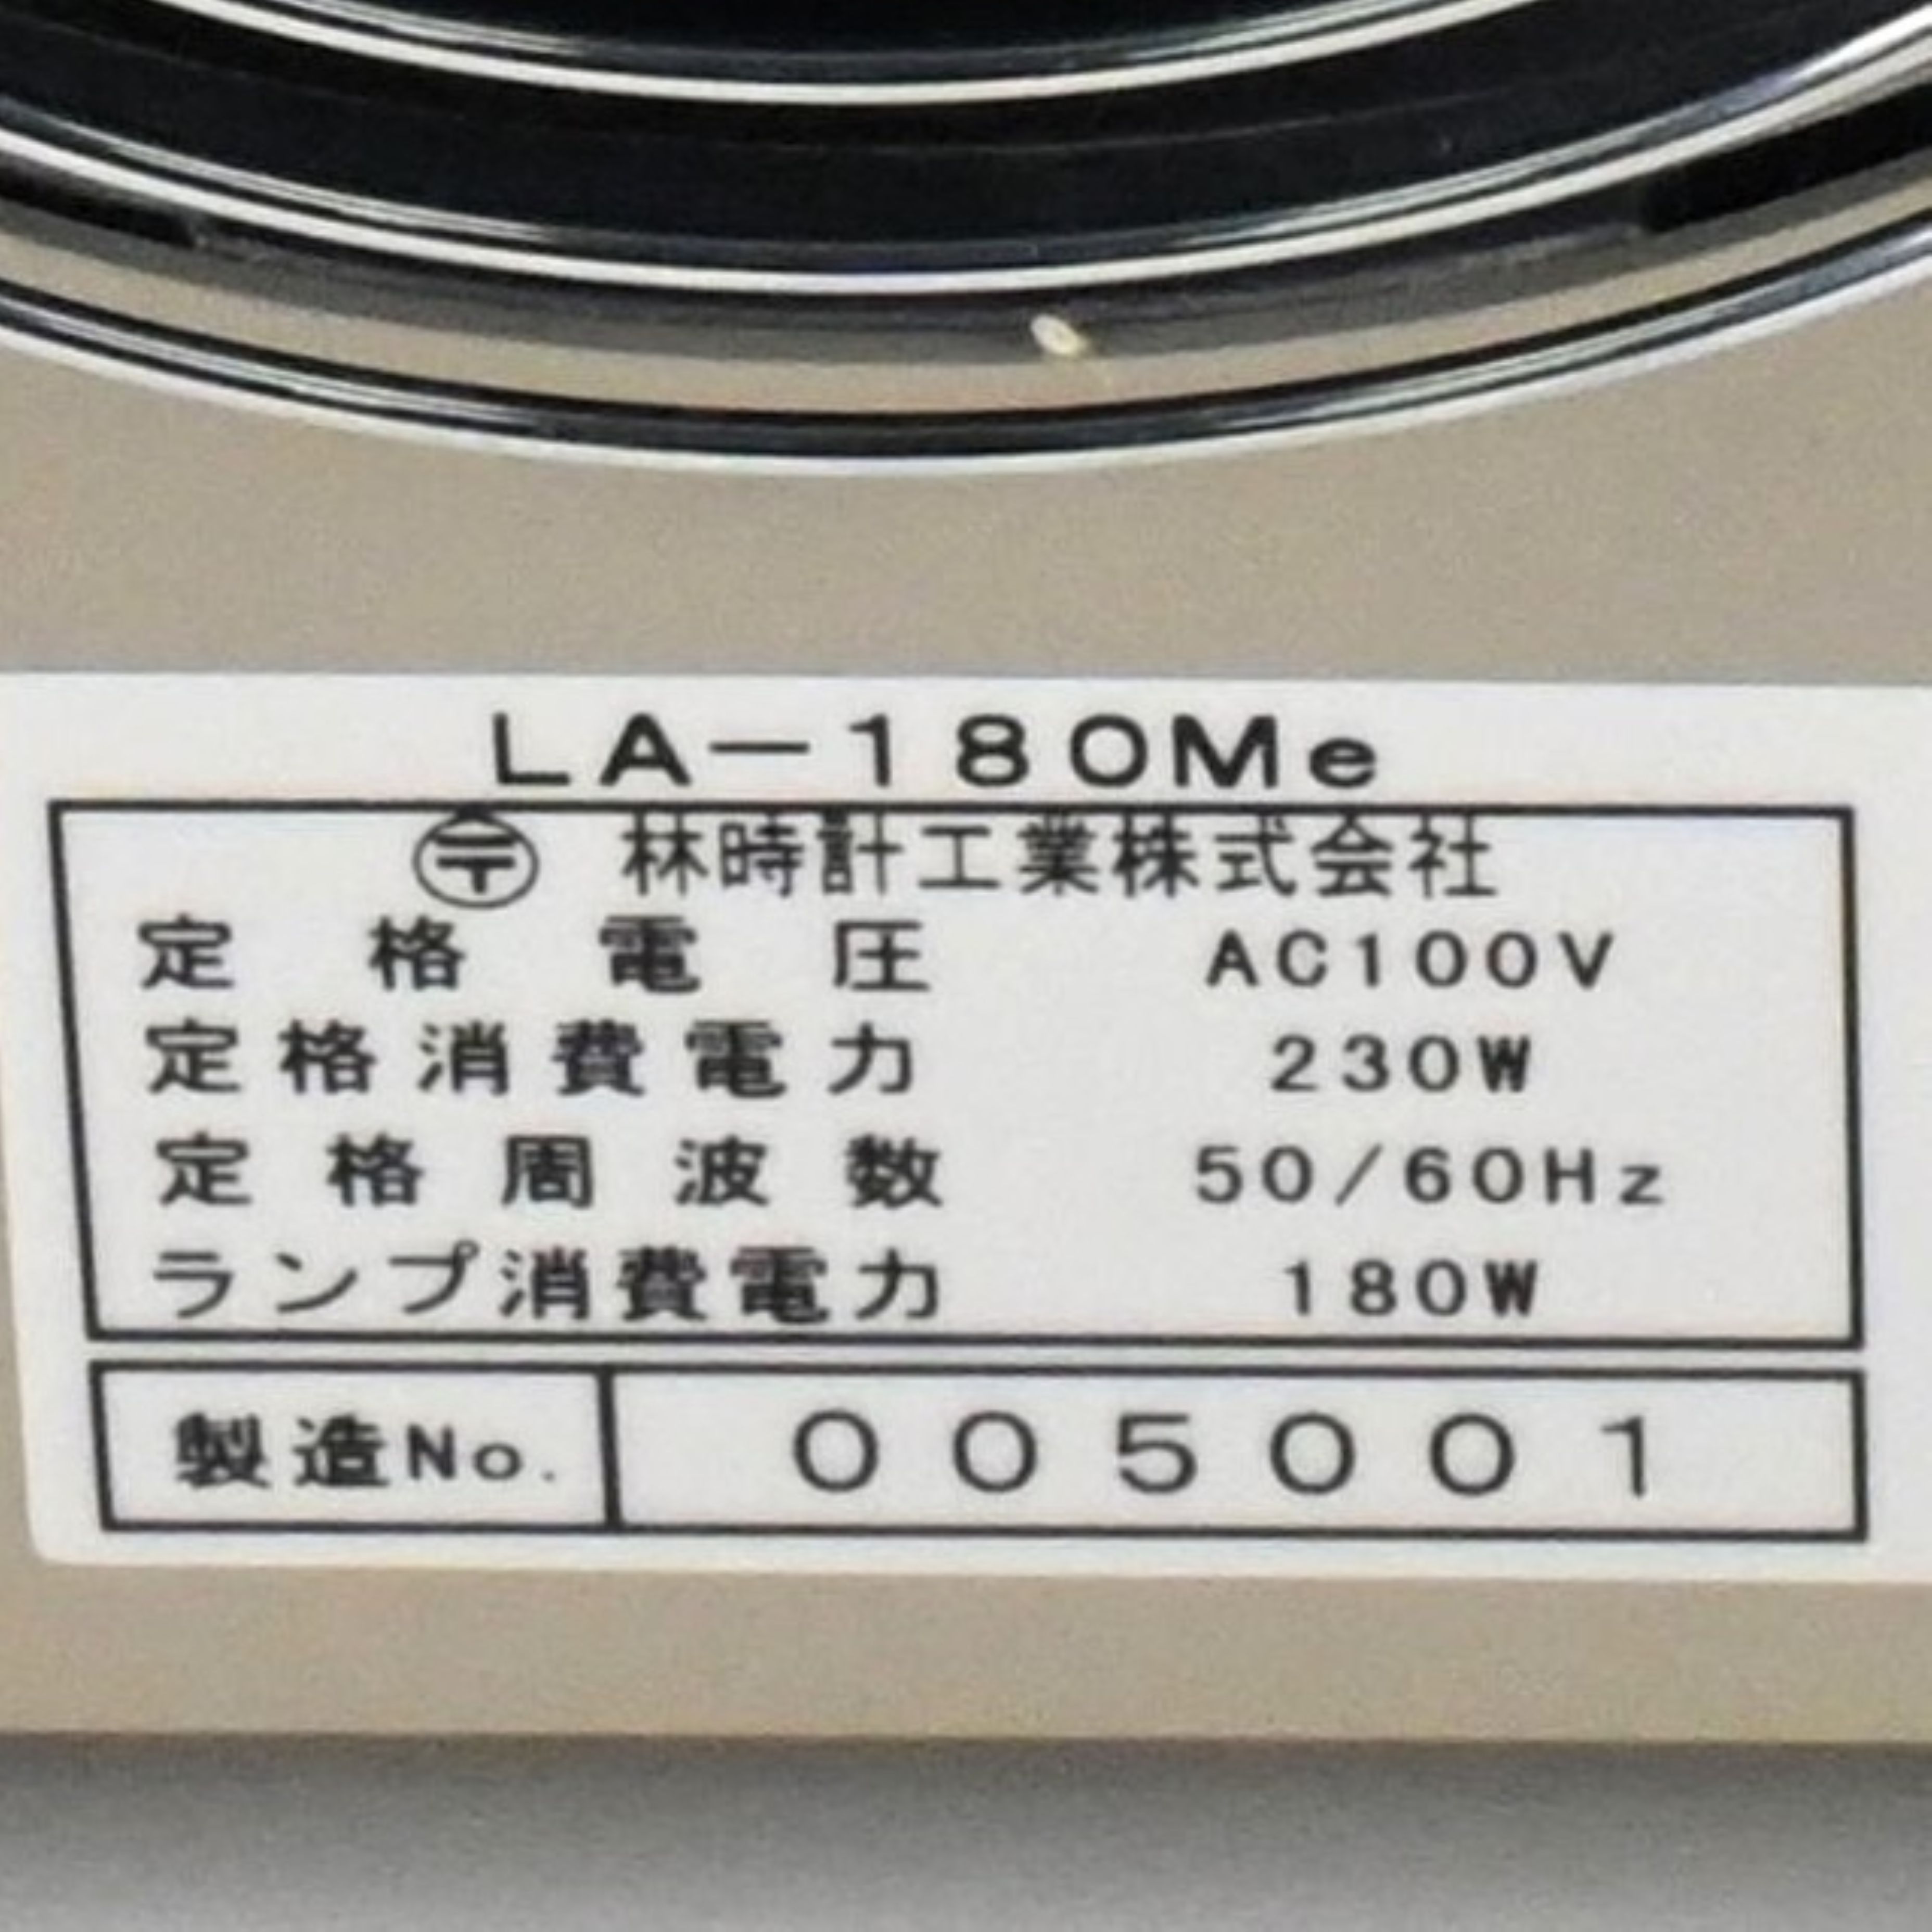 LA-180Me
〶 林時計工業株式会社
定格電圧 AC100V
定格消費電力 230W
定格周波数 50/60Hz
ランプ消費電力 180W
製造No. 005001